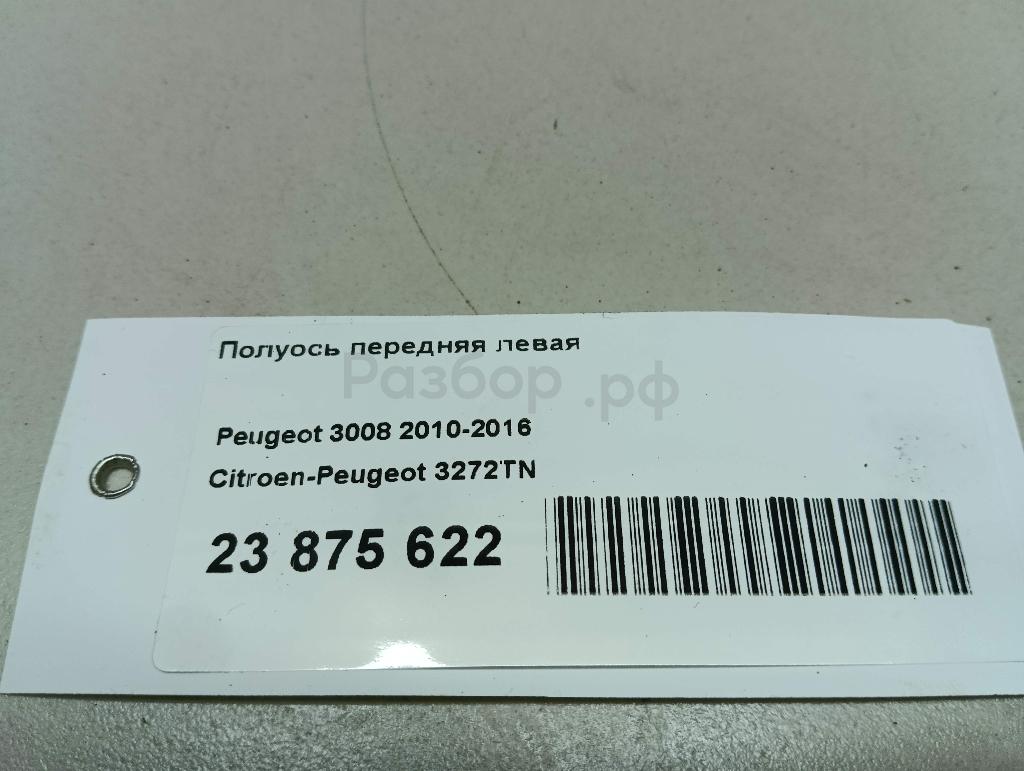 Полуось передняя левая
Разбор.рф
Peugeot 3008 2010-2016
Citroen-Peugeot 3272TN
23 875 622